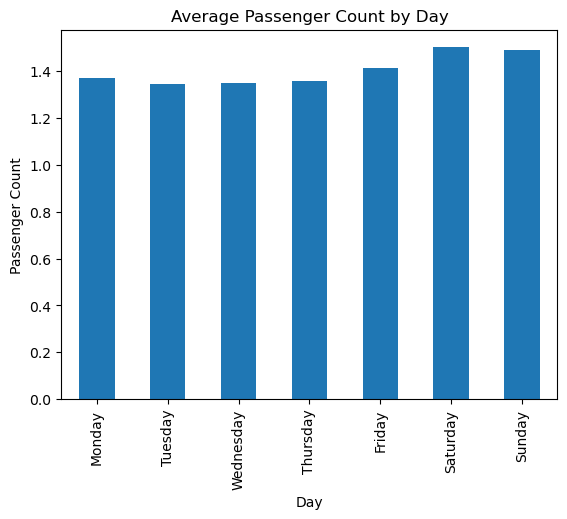 Average Passenger Count by Day
Passenger Count
1.4
1.2
1.0
0.8
0.6
0.4
0.2
0.0
Monday
Tuesday
Wednesday
Thursday
Friday
Saturday
Sunday
Day